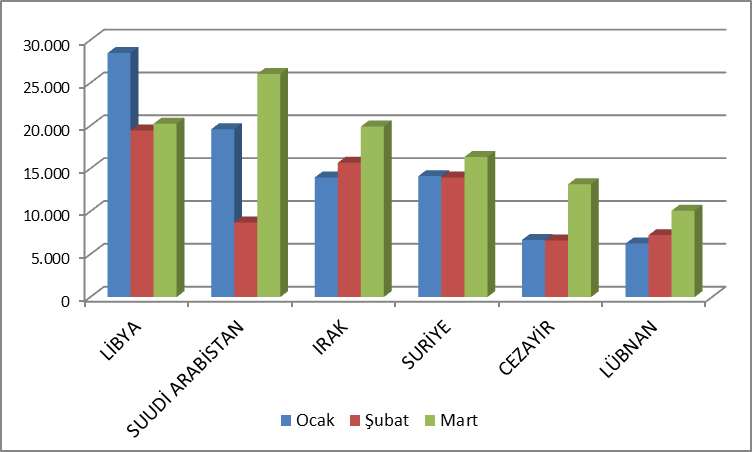 30.000
25.000
20.000
15.000
10.000
5.000
0
LİBYA
SUUDİ ARABİSTAN
IRAK
SURİYE
CEZAYİR
LÜBNAN
Ocak Şubat Mart